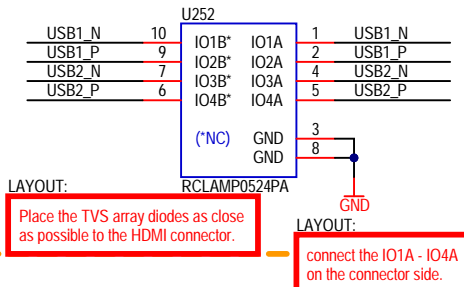 U252
USB1_N 10 IO1B* IO1A 1 USB1_N
USB1_P 9 IO2B* IO2A 2 USB1_P
USB2_N 7 IO3B* IO3A 4 USB2_N
USB2_P 6 IO4B* IO4A 5 USB2_P
(*NC) GND 3
GND 8
RCLAMP0524PA
GND
LAYOUT:
Place the TVS array diodes as close
as possible to the HDMI connector.
LAYOUT:
connect the IO1A - IO4A
on the connector side.